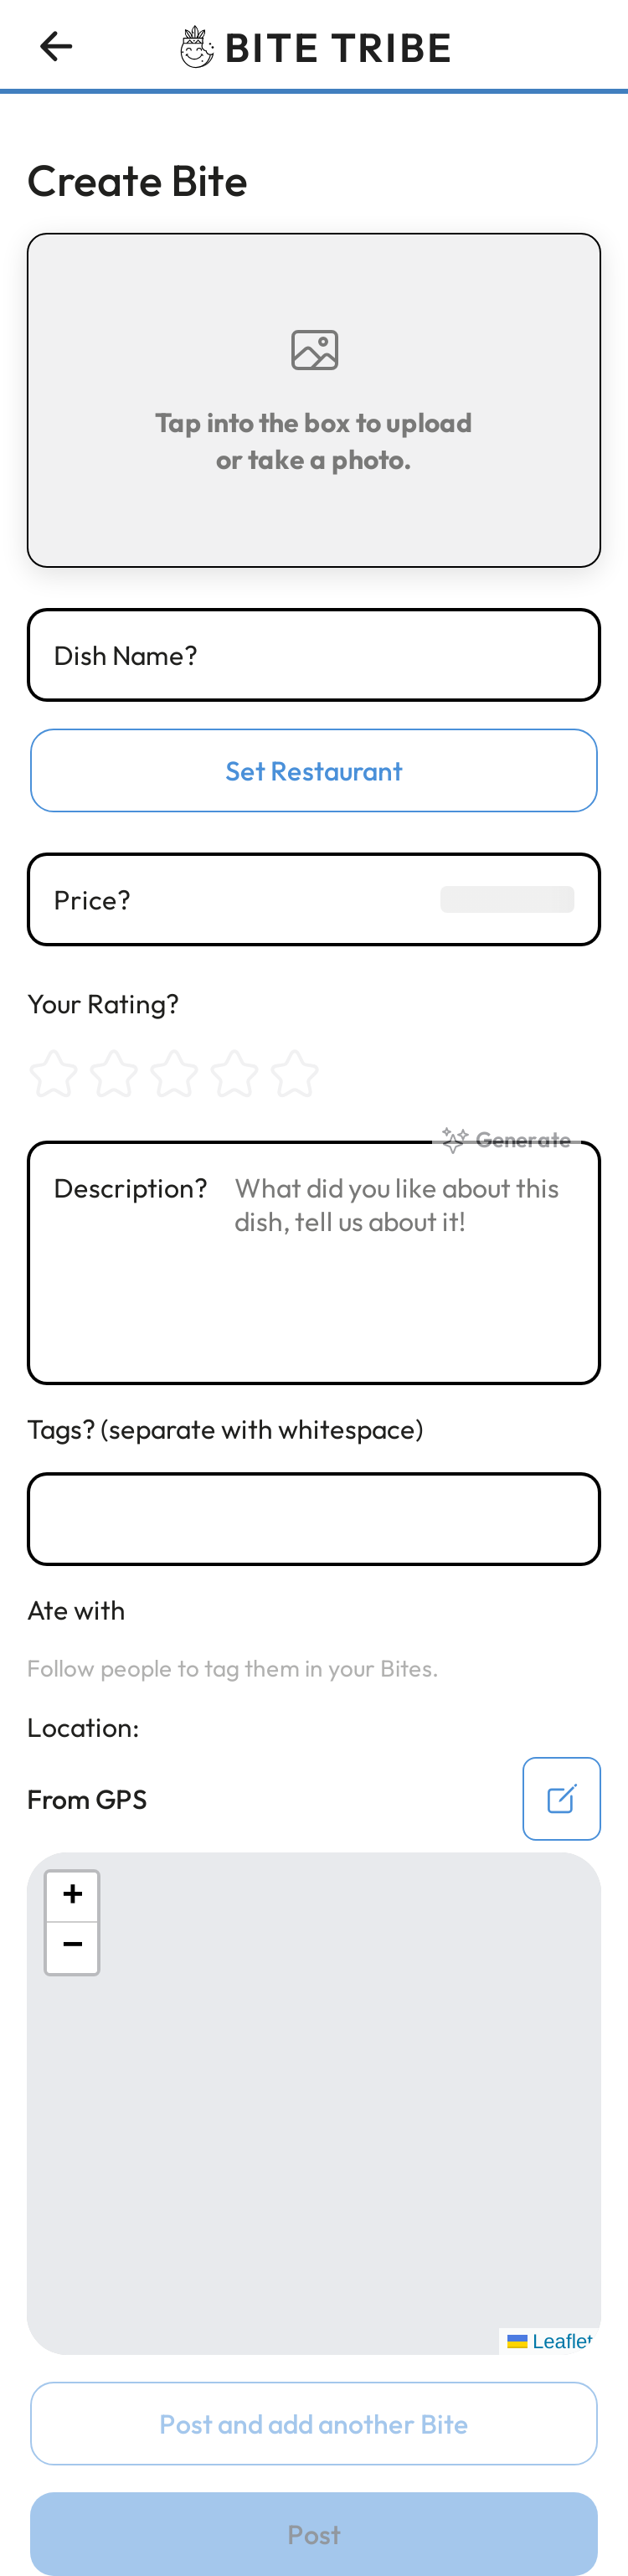 BITE TRIBE
Create Bite
Tap into the box to upload
or take a photo.
Dish Name?
Set Restaurant
Price?
Your Rating?
Generate
Description? What did you like about this
dish, tell us about it!
Tags? (separate with whitespace)
Ate with
Follow people to tag them in your Bites.
Location:
From GPS
+
−
Leaflet
Post and add another Bite
Post